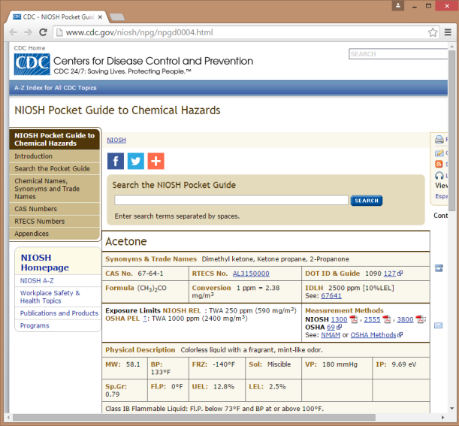 CDC - NIOSH Pocket Guid
www.cdc.gov/niosh/npg/npgd0004.html
CDC Home
CDC
Centers for Disease Control and Prevention
CDC 24/7: Saving Lives. Protecting People.™
SEARCH
A-Z Index for All CDC Topics
NIOSH Pocket Guide to Chemical Hazards
NIOSH Pocket Guide to
Chemical Hazards
Introduction
Search the Pocket Guide
Chemical Names,
Synonyms and Trade
Names
CAS Numbers
RTECS Numbers
Appendices
NIOSH
Homepage
NIOSH A-Z
Workplace Safety &
Health Topics
Publications and Products
Programs
NIOSH
Search the NIOSH Pocket Guide
SEARCH
Enter search terms separated by spaces.
Acetone
Synonyms & Trade Names Dimethyl ketone, Ketone propane, 2-Propanone
CAS No. 67-64-1 RTECS No. AL3150000 DOT ID & Guide 1090 127
Formula (CH₃)₂CO Conversion 1 ppm = 2.38 mg/m³ IDLH 2500 ppm [10%LEL]
See: 67641
Exposure Limits NIOSH REL : TWA 250 ppm (590 mg/m³)
OSHA PEL †: TWA 1000 ppm (2400 mg/m³)
Measurement Methods
NIOSH 1300 , 2555 , 3800 ;
OSHA 69
See: NMAM or OSHA Methods
Physical Description Colorless liquid with a fragrant, mint-like odor.
MW: 58.1 BP: 133°F FRZ: -140°F Sol: Miscible VP: 180 mmHg IP: 9.69 eV
Sp.Gr: 0.79 Fl.P: 0°F UEL: 12.8% LEL: 2.5%
Class IB Flammable Liquid: Fl.P. below 73°F and BP at or above 100°F.
View
Espa
Cont